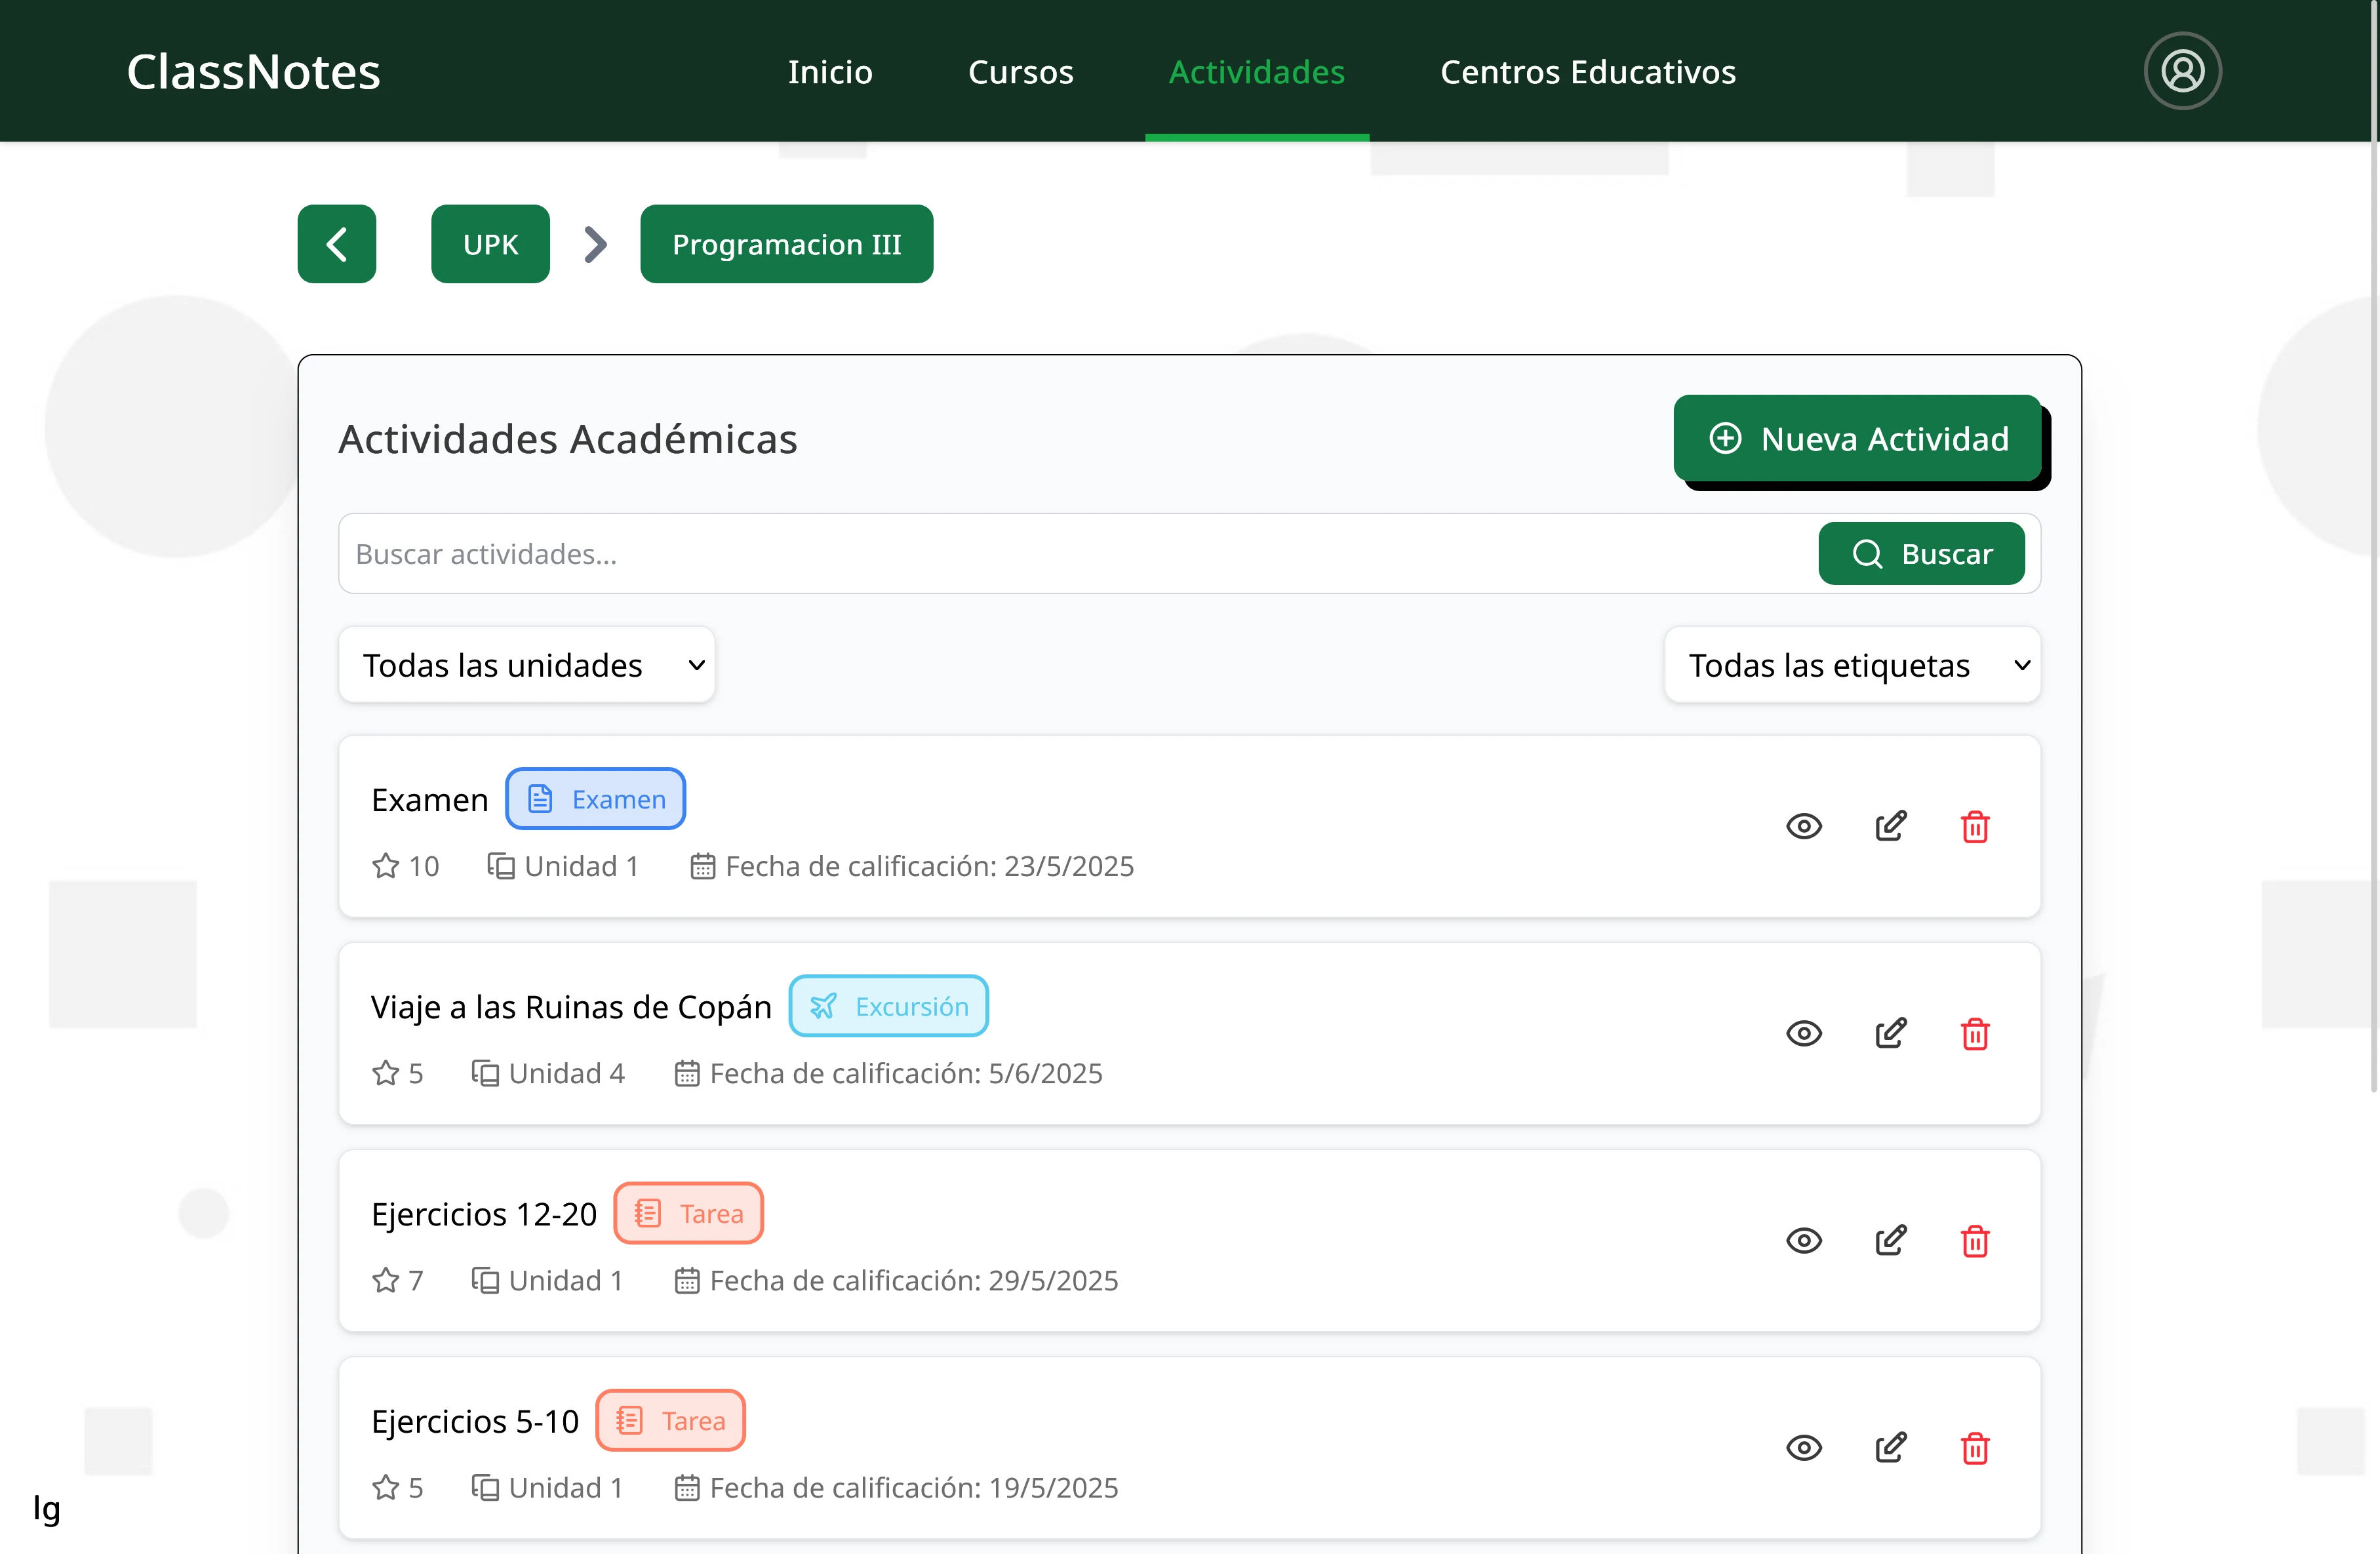 ClassNotes
Inicio
Cursos
Actividades
Centros Educativos
UPK
Programacion III
Actividades Académicas
Nueva Actividad
Buscar actividades...
Buscar
Todas las unidades
Todas las etiquetas
Examen
Examen
10
Unidad 1
Fecha de calificación: 23/5/2025
Viaje a las Ruinas de Copán
Excursión
5
Unidad 4
Fecha de calificación: 5/6/2025
Ejercicios 12-20
Tarea
7
Unidad 1
Fecha de calificación: 29/5/2025
Ejercicios 5-10
Tarea
5
Unidad 1
Fecha de calificación: 19/5/2025
lg